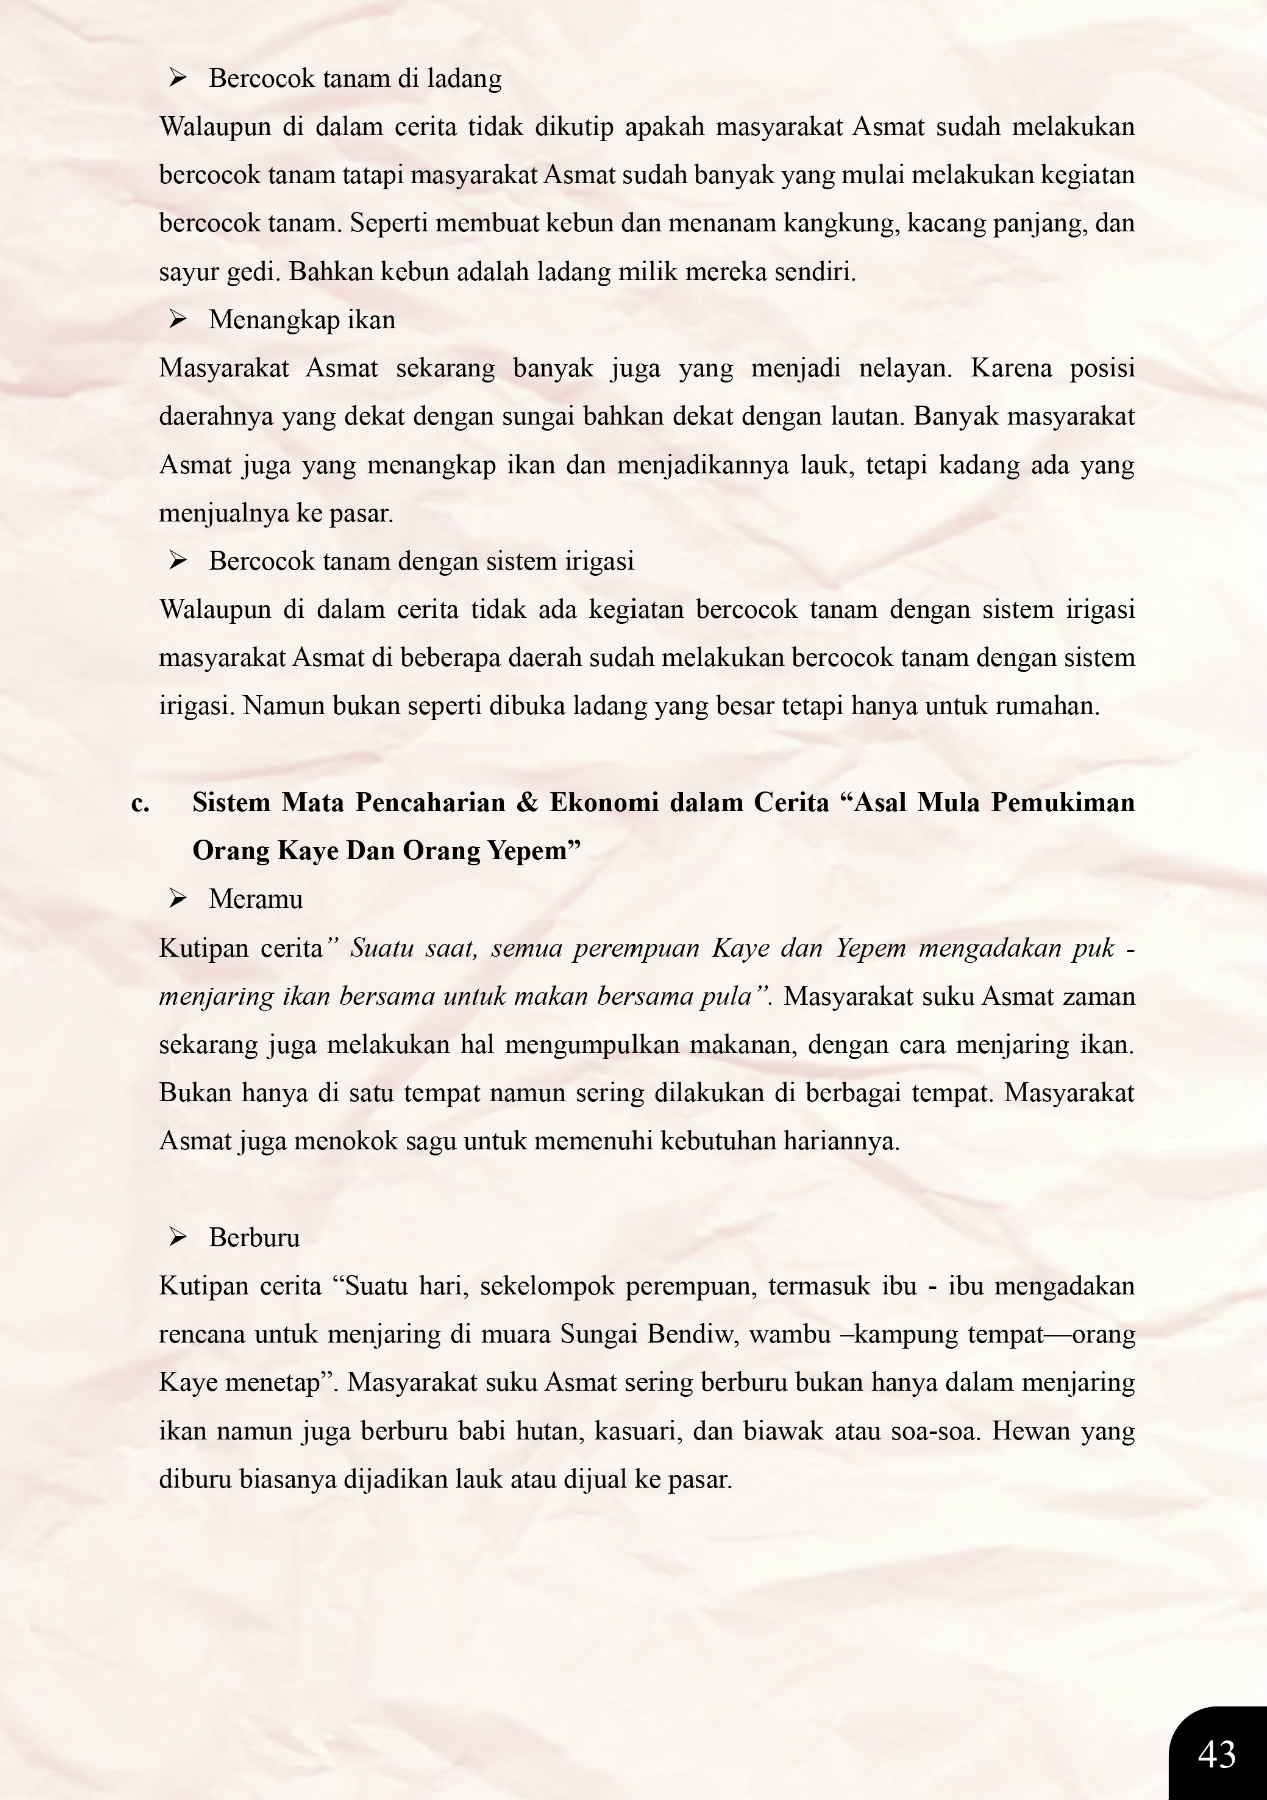 ➢ Bercocok tanam di ladang
Walaupun di dalam cerita tidak dikutip apakah masyarakat Asmat sudah melakukan
bercocok tanam tatapi masyarakat Asmat sudah banyak yang mulai melakukan kegiatan
bercocok tanam. Seperti membuat kebun dan menanam kangkung, kacang panjang, dan
sayur gedi. Bahkan kebun adalah ladang milik mereka sendiri.
➢ Menangkap ikan
Masyarakat Asmat sekarang banyak juga yang menjadi nelayan. Karena posisi
daerahnya yang dekat dengan sungai bahkan dekat dengan lautan. Banyak masyarakat
Asmat juga yang menangkap ikan dan menjadikannya lauk, tetapi kadang ada yang
menjualnya ke pasar.
➢ Bercocok tanam dengan sistem irigasi
Walaupun di dalam cerita tidak ada kegiatan bercocok tanam dengan sistem irigasi
masyarakat Asmat di beberapa daerah sudah melakukan bercocok tanam dengan sistem
irigasi. Namun bukan seperti dibuka ladang yang besar tetapi hanya untuk rumahan.
c. Sistem Mata Pencaharian & Ekonomi dalam Cerita “Asal Mula Pemukiman
Orang Kaye Dan Orang Yepem”
➢ Meramu
Kutipan cerita” Suatu saat, semua perempuan Kaye dan Yepem mengadakan puk -
menjaring ikan bersama untuk makan bersama pula”. Masyarakat suku Asmat zaman
sekarang juga melakukan hal mengumpulkan makanan, dengan cara menjaring ikan.
Bukan hanya di satu tempat namun sering dilakukan di berbagai tempat. Masyarakat
Asmat juga menokok sagu untuk memenuhi kebutuhan hariannya.
➢ Berburu
Kutipan cerita “Suatu hari, sekelompok perempuan, termasuk ibu - ibu mengadakan
rencana untuk menjaring di muara Sungai Bendiw, wambu –kampung tempat—orang
Kaye menetap”. Masyarakat suku Asmat sering berburu bukan hanya dalam menjaring
ikan namun juga berburu babi hutan, kasuari, dan biawak atau soa-soa. Hewan yang
diburu biasanya dijadikan lauk atau dijual ke pasar.
43